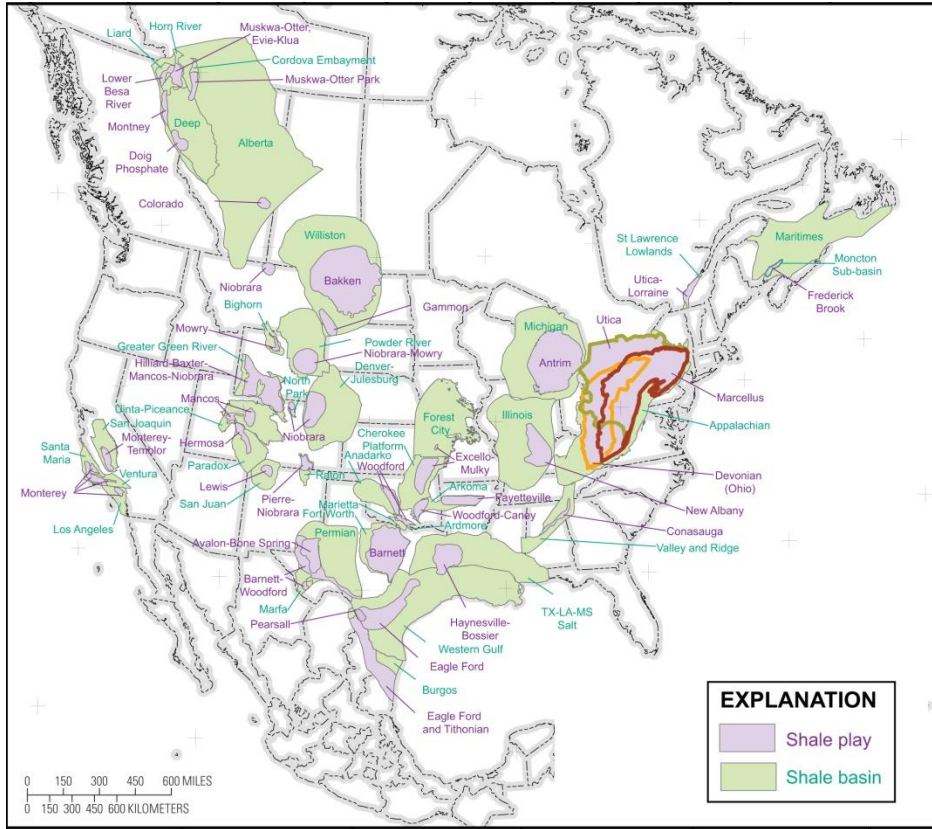 Horn River
Liard
Muskwa-Otter,
Evie-Klua
Cordova Embayment
Muskwa-Otter Park
Lower
Besa
River
Montney
Deep
Alberta
Doig
Phosphate
Colorado
Williston
Bakken
Niobrara
Bighorn
Gammon
Mowry
Powder River
Niobrara-Mowry
Greater Green River
Hilliard-Baxter-
Mancos-Niobrara
North
Park
Denver-
Julesburg
Mancos
Uinta-Piceance
San Joaquin
Monterey-
Temblor
Santa
Maria
Ventura
Monterey
Los Angeles
Hermosa
Paradox
Lewis
San Juan
Niobrara
Raton
Pierre-
Niobrara
Cherokee
Platform
Anadarko
Woodford
Forest
City
Excello-
Mulky
Arkoma
Fayetteville
Woodford-Caney
Marietta
Ardmore
Fort Worth
Permian
Avalon-Bone Spring
Barnett
Barnett-
Woodford
Marfa
Pearsall
Haynesville-
Bossier
Western Gulf
Eagle Ford
Burgos
Eagle Ford
and Tithonian
TX-LA-MS
Salt
Michigan
Antrim
Illinois
Utica
Marcellus
Appalachian
Devonian
(Ohio)
New Albany
Conasauga
Valley and Ridge
St Lawrence
Lowlands
Utica-
Lorraine
Maritimes
Moncton
Sub-basin
Frederick
Brook
EXPLANATION
Shale play
Shale basin
0 150 300 450 600 MILES
0 150 300 450 600 KILOMETERS